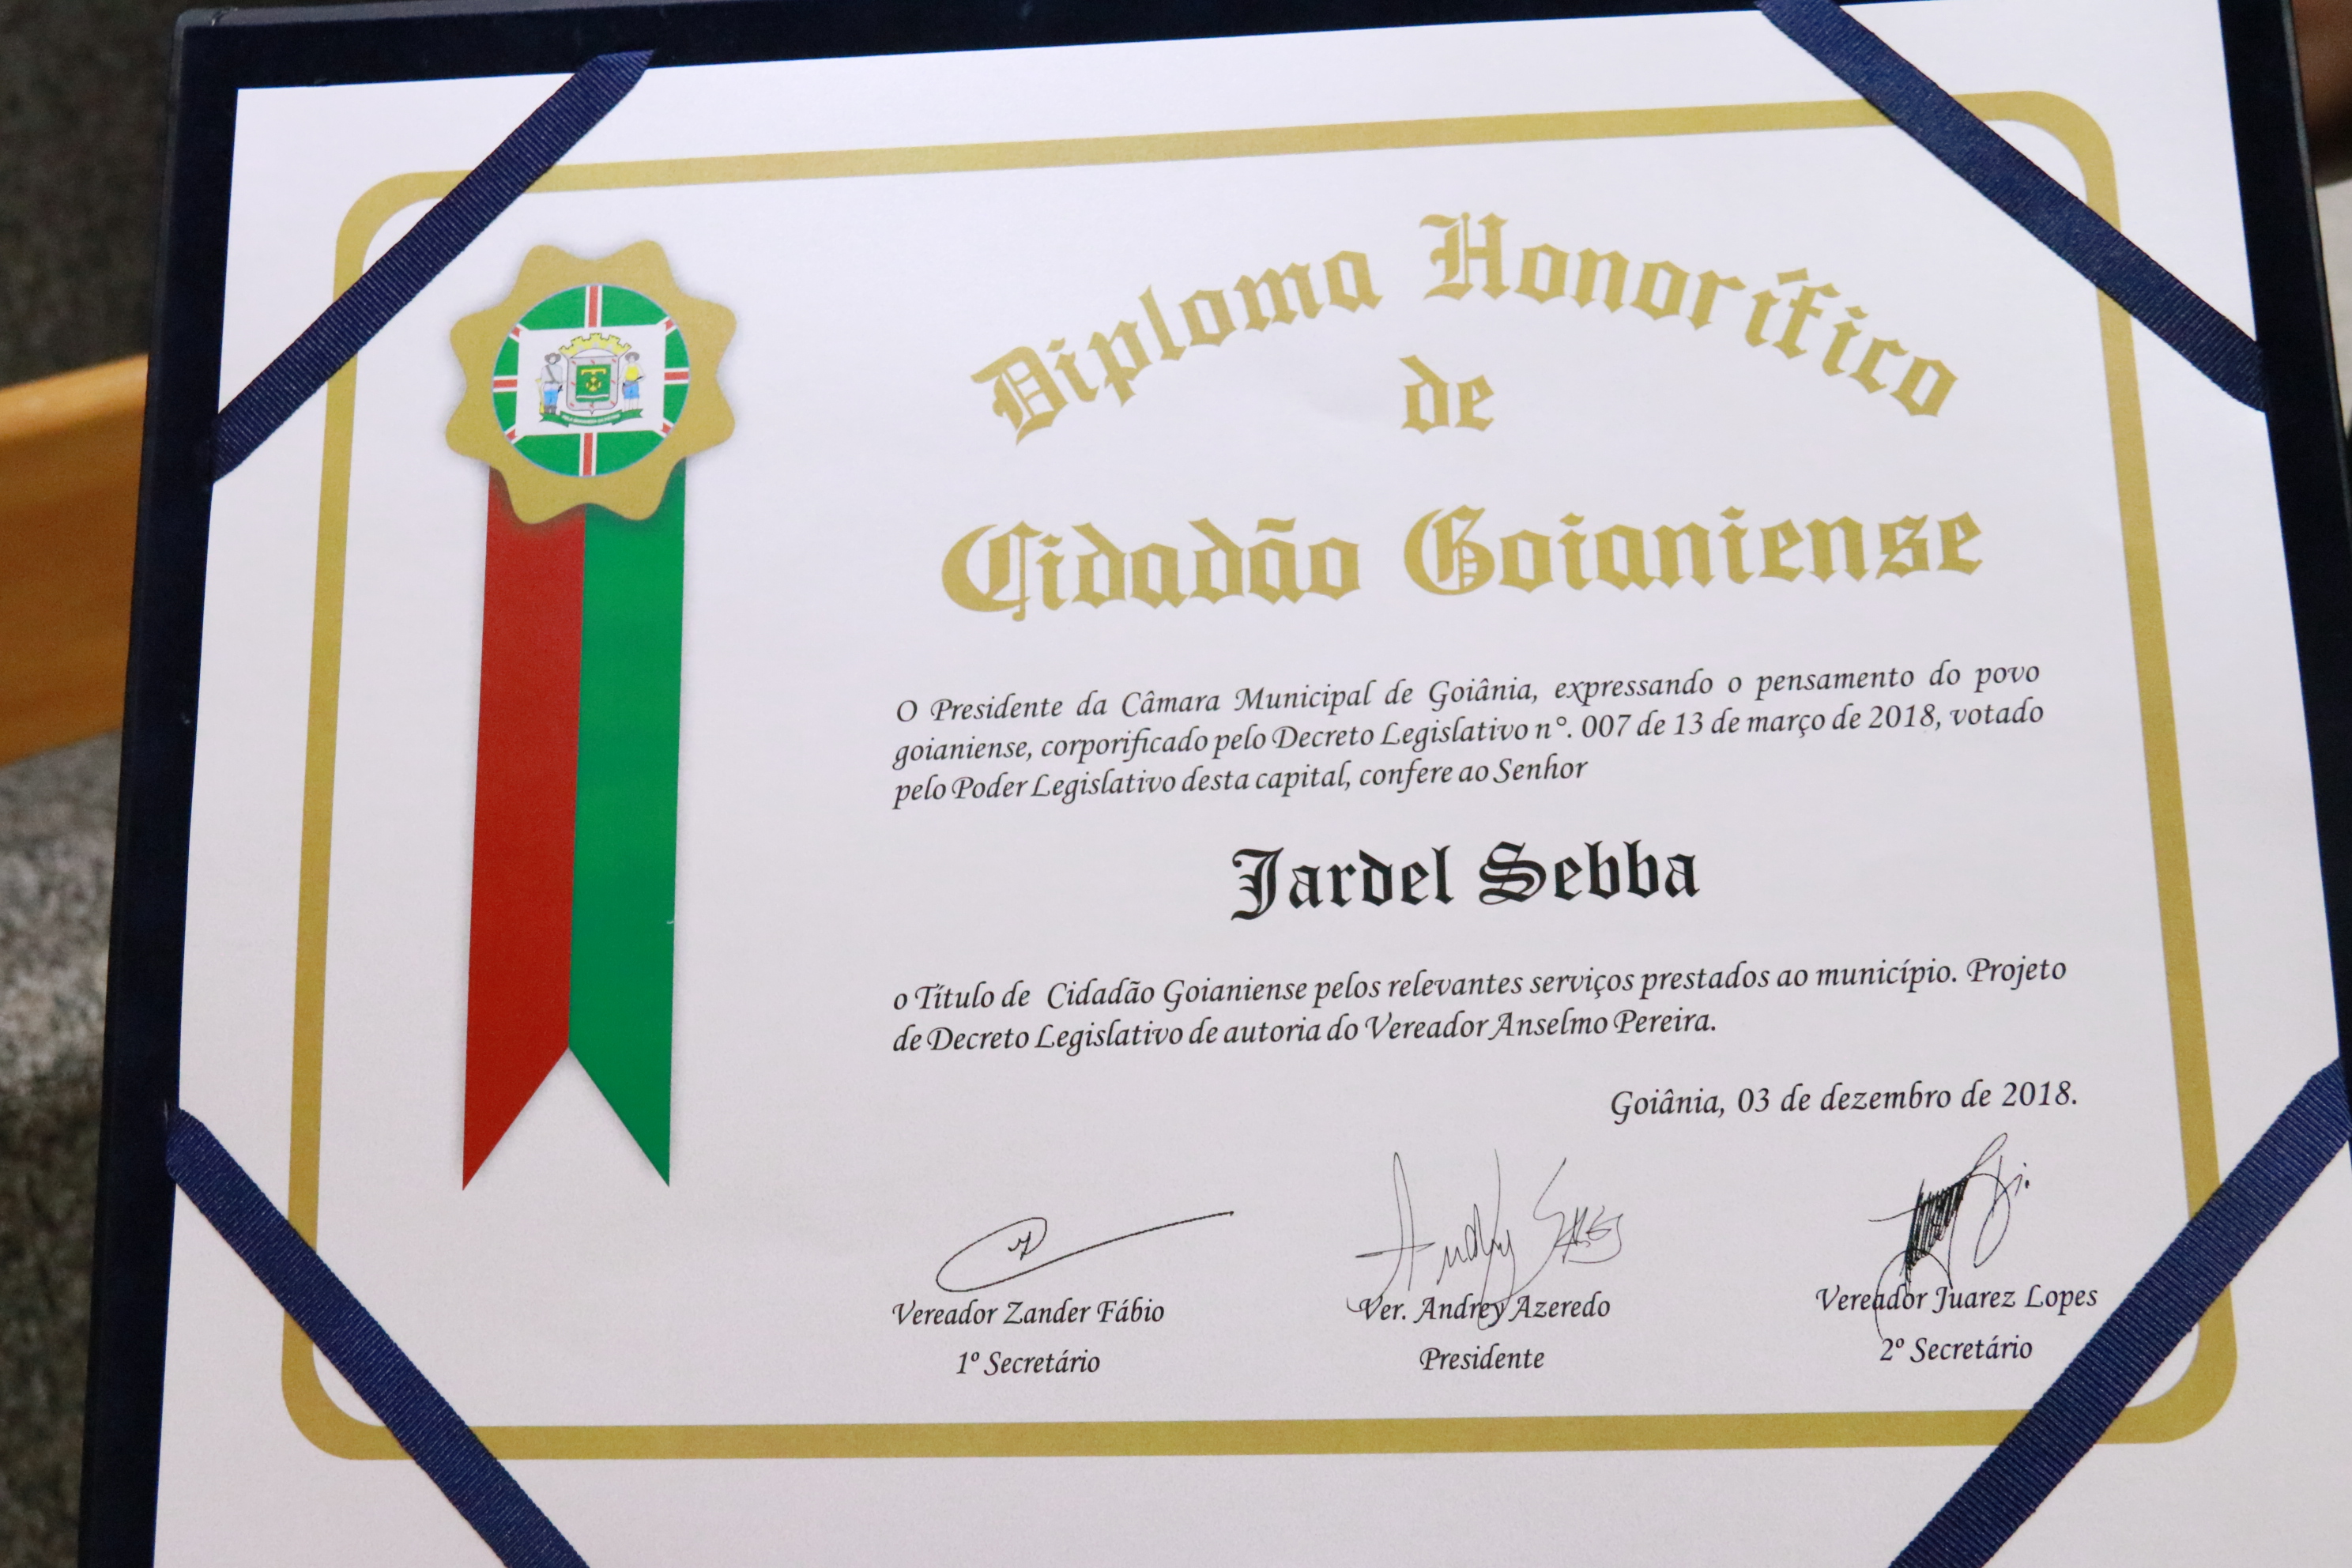 Diploma Honorífico
de
Cidadão Goianiense
O Presidente da Câmara Municipal de Goiânia, expressando o pensamento do povo
goianiense, corporificado pelo Decreto Legislativo n°. 007 de 13 de março de 2018, votado
pelo Poder Legislativo desta capital, confere ao Senhor
Jardel Sebba
o Título de Cidadão Goianiense pelos relevantes serviços prestados ao município. Projeto
de Decreto Legislativo de autoria do Vereador Anselmo Pereira.
Goiânia, 03 de dezembro de 2018.
Vereador Zander Fábio
1º Secretário
Ver. Andrey Azeredo
Presidente
Vereador Juarez Lopes
2º Secretário